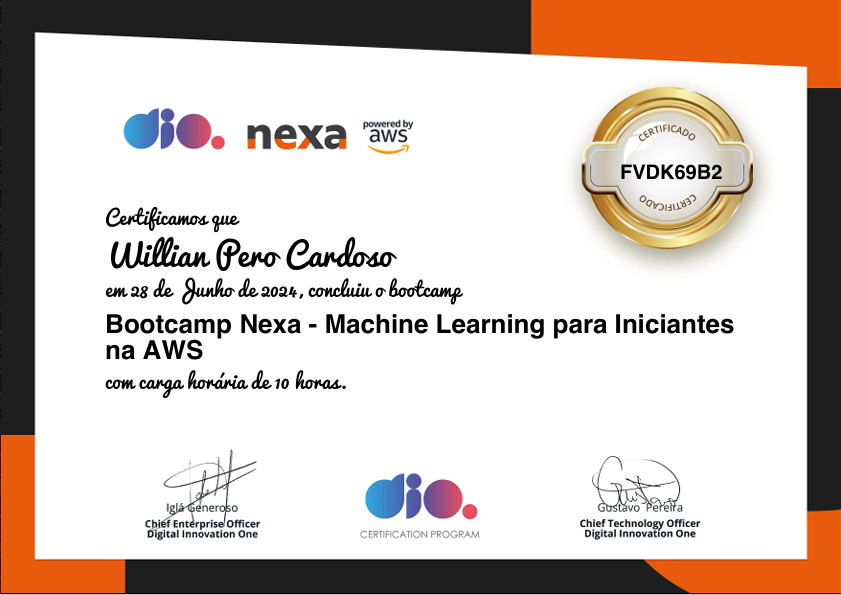 dio.
nexa
powered by
aws
CERTIFICADO
FVDK69B2
CERTIFICADO
Certificamos que
Willian Pero Cardoso
em 28 de Junho de 2024, concluiu o bootcamp
Bootcamp Nexa - Machine Learning para Iniciantes
na AWS
com carga horária de 10 horas.
Iglá Generoso
Chief Enterprise Officer
Digital Innovation One
dio.
CERTIFICATION PROGRAM
Gustavo Pereira
Chief Technology Officer
Digital Innovation One